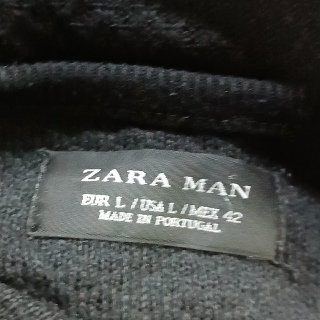 ZARA MAN
EUR L / USA L / MEX 42
MADE IN PORTUGAL